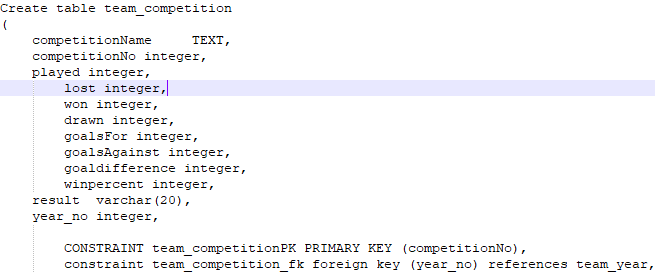 Create table team_competition
(
competitionName TEXT,
competitionNo integer,
played integer,
lost integer,
won integer,
drawn integer,
goalsFor integer,
goalsAgainst integer,
goaldifference integer,
winpercent integer,
result varchar(20),
year_no integer,
CONSTRAINT team_competitionPK PRIMARY KEY (competitionNo),
constraint team_competition_fk foreign key (year_no) references team_year,